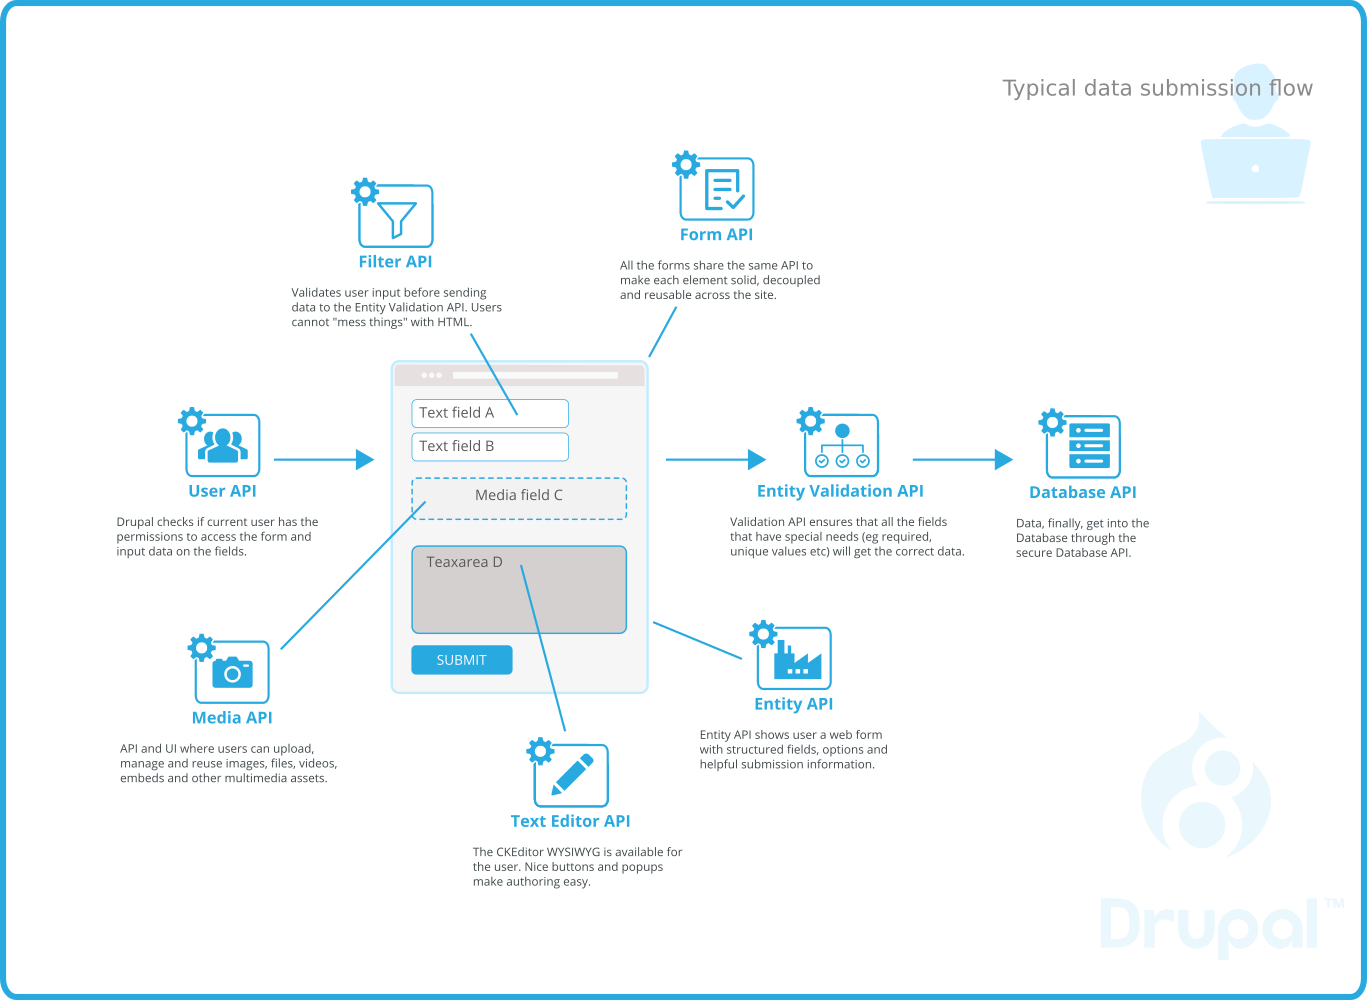 Typical data submission flow
Form API
All the forms share the same API to
make each element solid, decoupled
and reusable across the site.
Filter API
Validates user input before sending
data to the Entity Validation API. Users
cannot "mess things" with HTML.
Text field A
Text field B
Media field C
Teaxarea D
SUBMIT
User API
Drupal checks if current user has the
permissions to access the form and
input data on the fields.
Entity Validation API
Validation API ensures that all the fields
that have special needs (eg required,
unique values etc) will get the correct data.
Database API
Data, finally, get into the
Database through the
secure Database API.
Media API
API and UI where users can upload,
manage and reuse images, files, videos,
embeds and other multimedia assets.
Entity API
Entity API shows user a web form
with structured fields, options and
helpful submission information.
Text Editor API
The CKEditor WYSIWYG is available for
the user. Nice buttons and popups
make authoring easy.
Drupal™